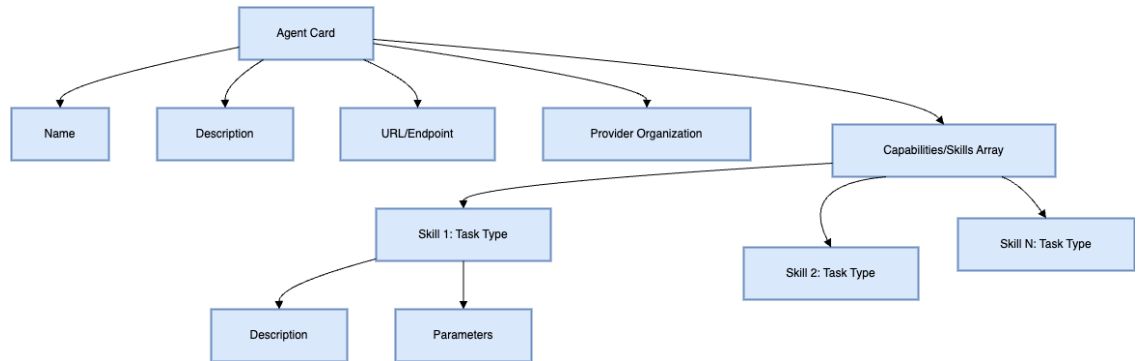 Agent Card
Name
Description
URL/Endpoint
Provider Organization
Capabilities/Skills Array
Skill 1: Task Type
Skill 2: Task Type
Skill N: Task Type
Description
Parameters